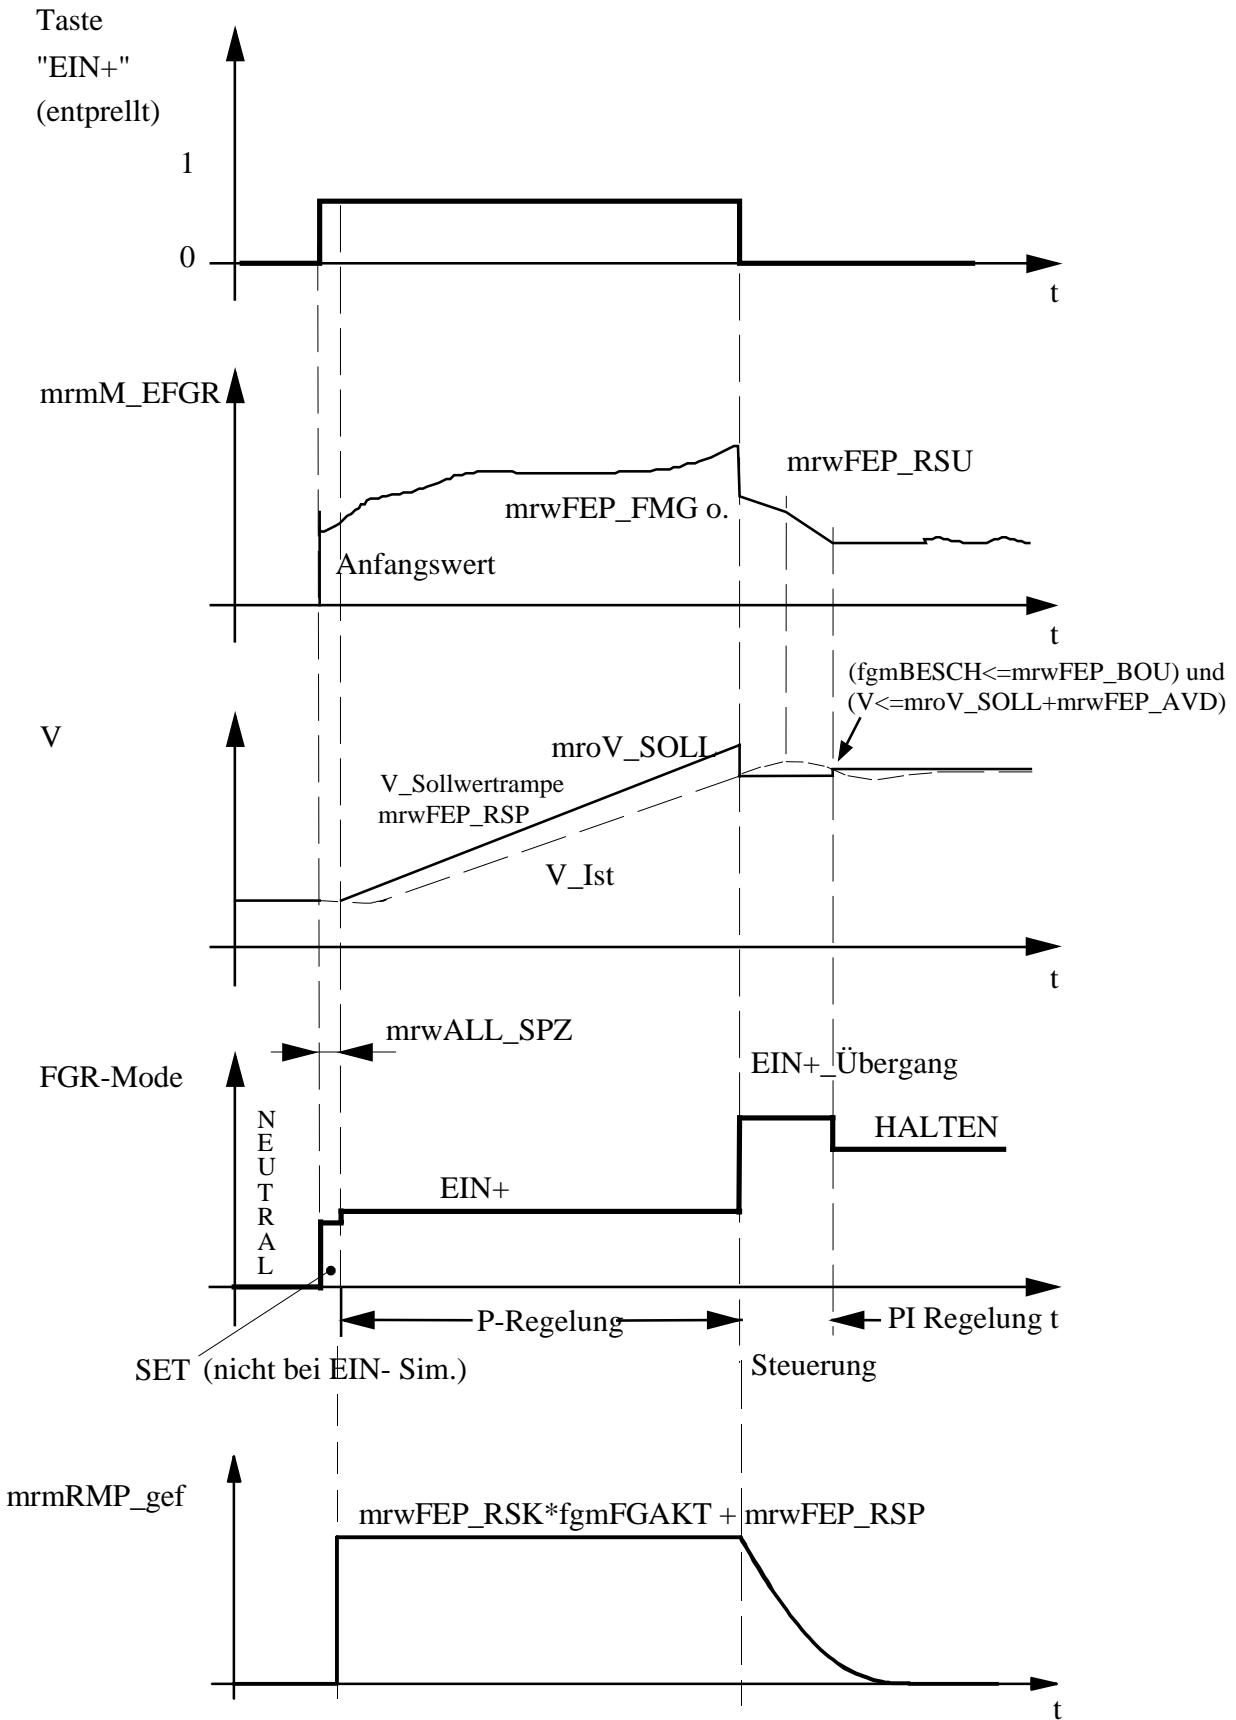 Taste
"EIN+"
(entprellt)
1
0
t
mrmM_EFGR
mrwFEP_RSU
mrwFEP_FMG o.
Anfangswert
t
(fgmBESCH<=mrwFEP_BOU) und
(V<=mroV_SOLL+mrwFEP_AVD)
V
mroV_SOLL
V_Sollwertrampe
mrwFEP_RSP
V_Ist
t
mrwALL_SPZ
EIN+_Übergang
FGR-Mode
NEUTRAL
HALTEN
EIN+
P-Regelung
PI Regelung t
SET (nicht bei EIN- Sim.)
Steuerung
mrmRMP_gef
mrwFEP_RSK*fgmFGAKT + mrwFEP_RSP
t